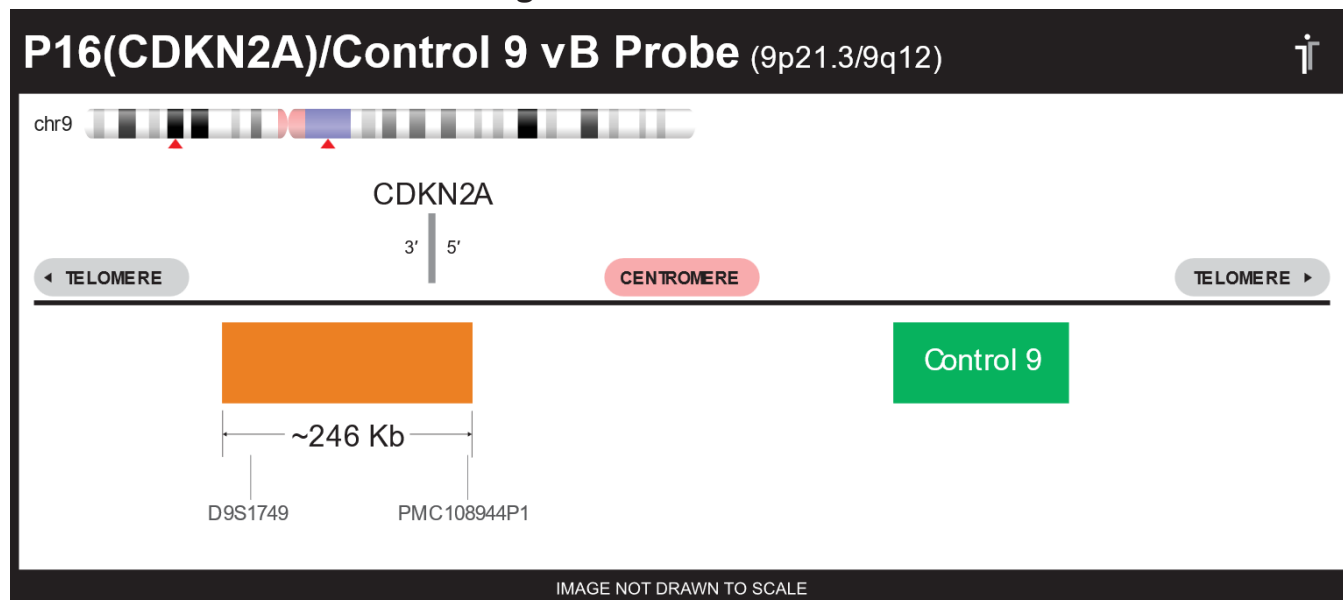 P16(CDKN2A)/Control 9 vB Probe (9p21.3/9q12)
chr9
CDKN2A
3′ 5′
◂ TELOMERE
CENTROMERE
TELOMERE ▸
Control 9
~246 Kb
D9S1749
PMC108944P1
IMAGE NOT DRAWN TO SCALE